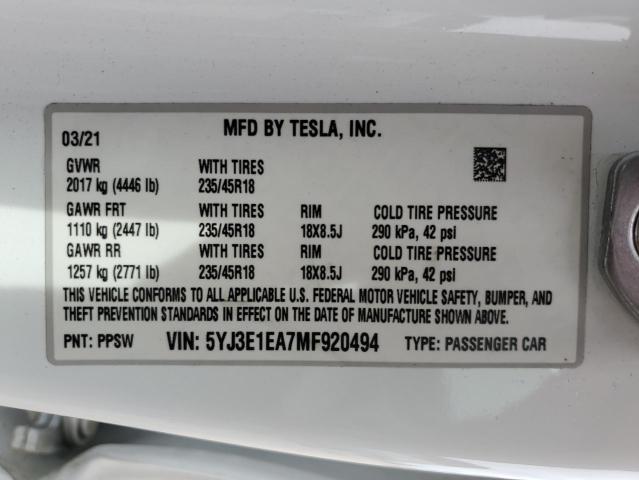 MFD BY TESLA, INC.
03/21
GVWR WITH TIRES
2017 kg (4446 lb) 235/45R18
GAWR FRT WITH TIRES RIM COLD TIRE PRESSURE
1110 kg (2447 lb) 235/45R18 18X8.5J 290 kPa, 42 psi
GAWR RR WITH TIRES RIM COLD TIRE PRESSURE
1257 kg (2771 lb) 235/45R18 18X8.5J 290 kPa, 42 psi
THIS VEHICLE CONFORMS TO ALL APPLICABLE U.S. FEDERAL MOTOR VEHICLE SAFETY, BUMPER, AND
THEFT PREVENTION STANDARDS IN EFFECT ON THE DATE OF MANUFACTURE SHOWN ABOVE.
PNT: PPSW VIN: 5YJ3E1EA7MF920494 TYPE: PASSENGER CAR